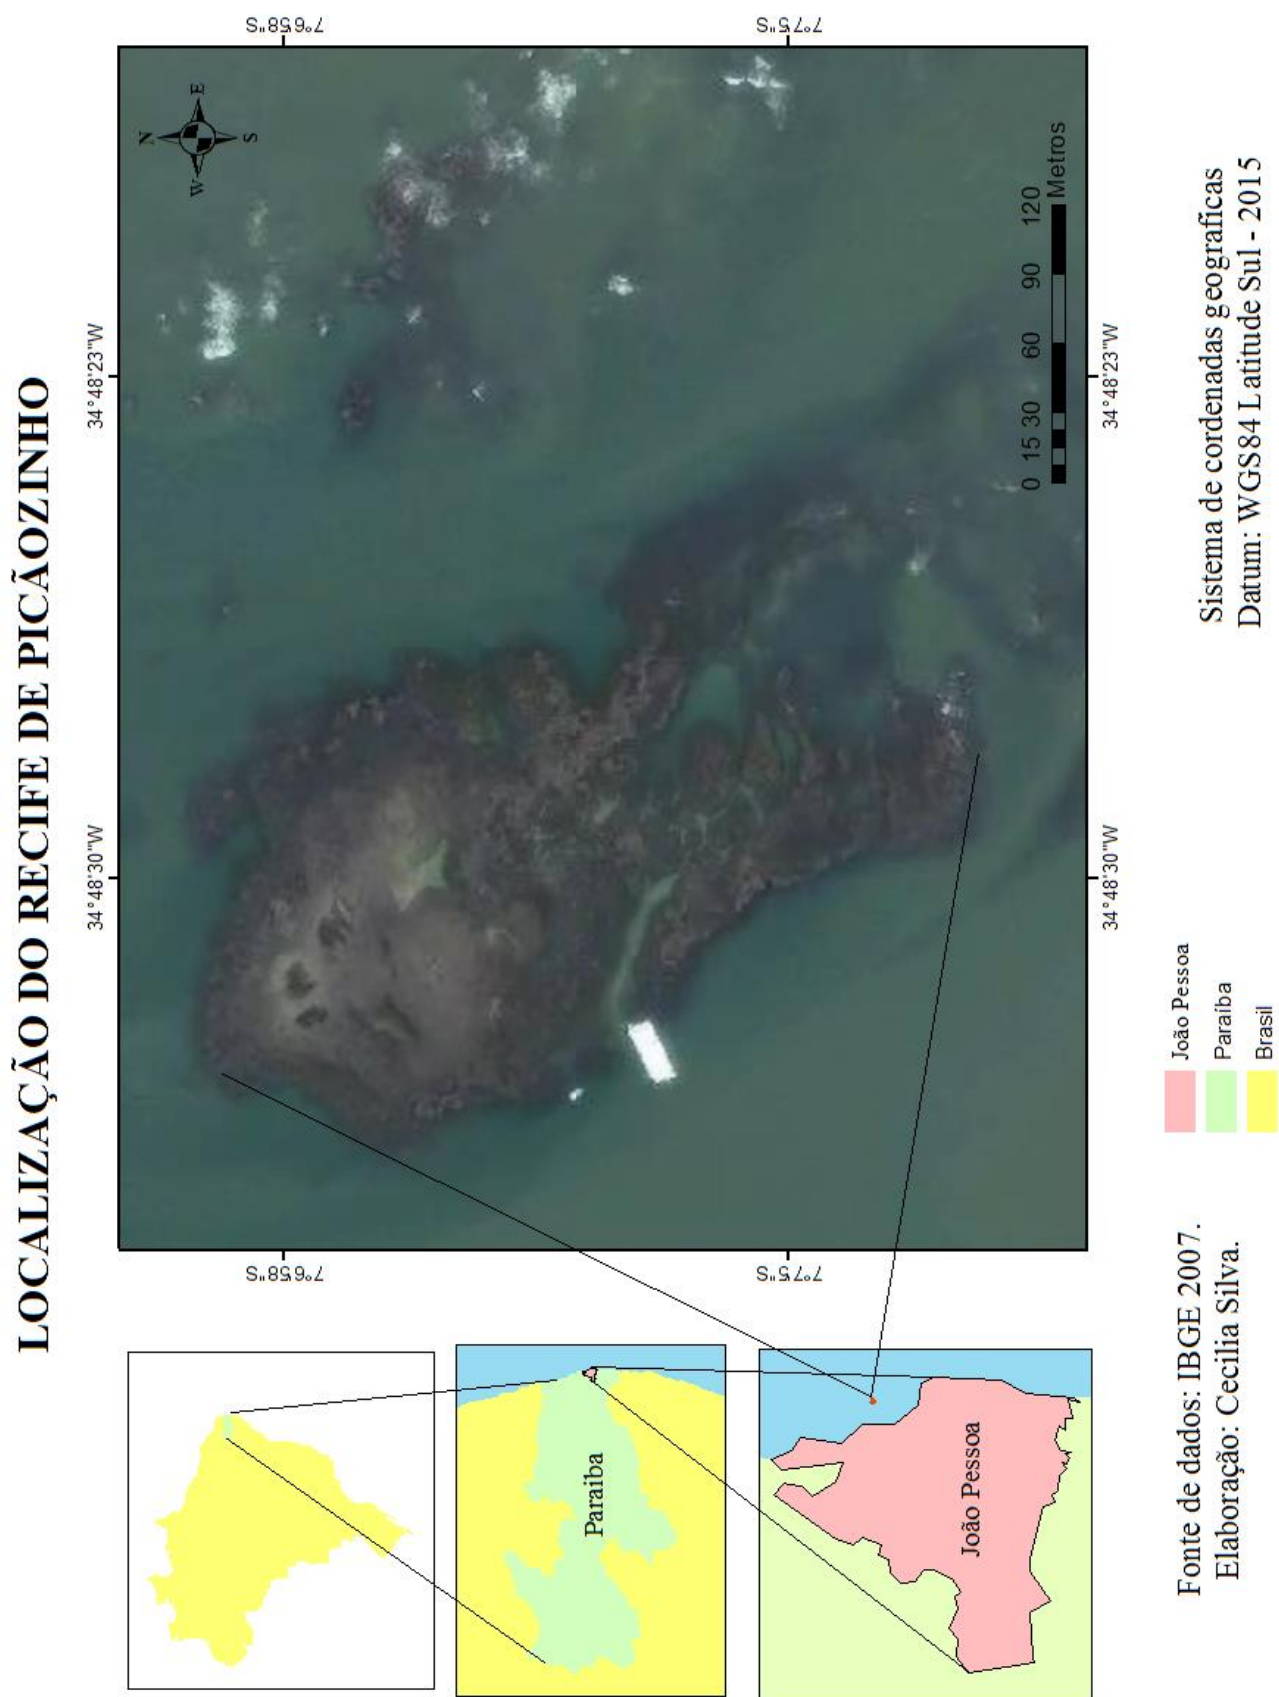 LOCALIZAÇÃO DO RECIFE DE PICÃOZINHO
34°48'30"W
34°48'23"W
7°6'58"S
7°6'58"S
N
W
E
S
Paraiba
João Pessoa
7°7'5"S
7°7'5"S
0 15 30 60 90 120
Metros
34°48'30"W
34°48'23"W
Fonte de dados: IBGE 2007.
Elaboração: Cecilia Silva.
João Pessoa
Paraiba
Brasil
Sistema de cordenadas geograficas
Datum: WGS84 Latitude Sul - 2015